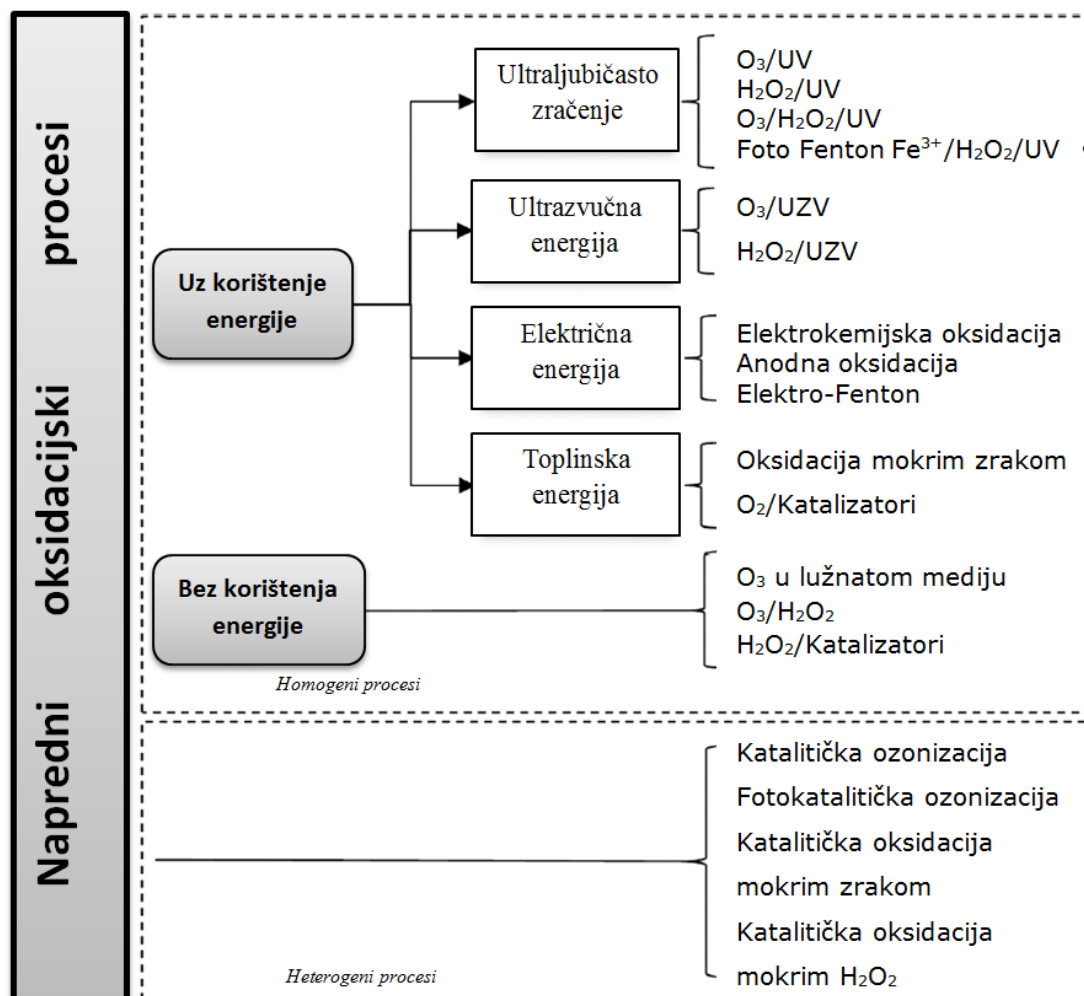 Napredni oksidacijski procesi
Uz korištenje
energije
Ultraljubičasto
zračenje
O₃/UV
H₂O₂/UV
O₃/H₂O₂/UV
Foto Fenton Fe³⁺/H₂O₂/UV
Ultrazvučna
energija
O₃/UZV
H₂O₂/UZV
Električna
energija
Elektrokemijska oksidacija
Anodna oksidacija
Elektro-Fenton
Toplinska
energija
Oksidacija mokrim zrakom
O₂/Katalizatori
Bez korištenja
energije
O₃ u lužnatom mediju
O₃/H₂O₂
H₂O₂/Katalizatori
Homogeni procesi
Katalitička ozonizacija
Fotokatalitička ozonizacija
Katalitička oksidacija
mokrim zrakom
Katalitička oksidacija
mokrim H₂O₂
Heterogeni procesi